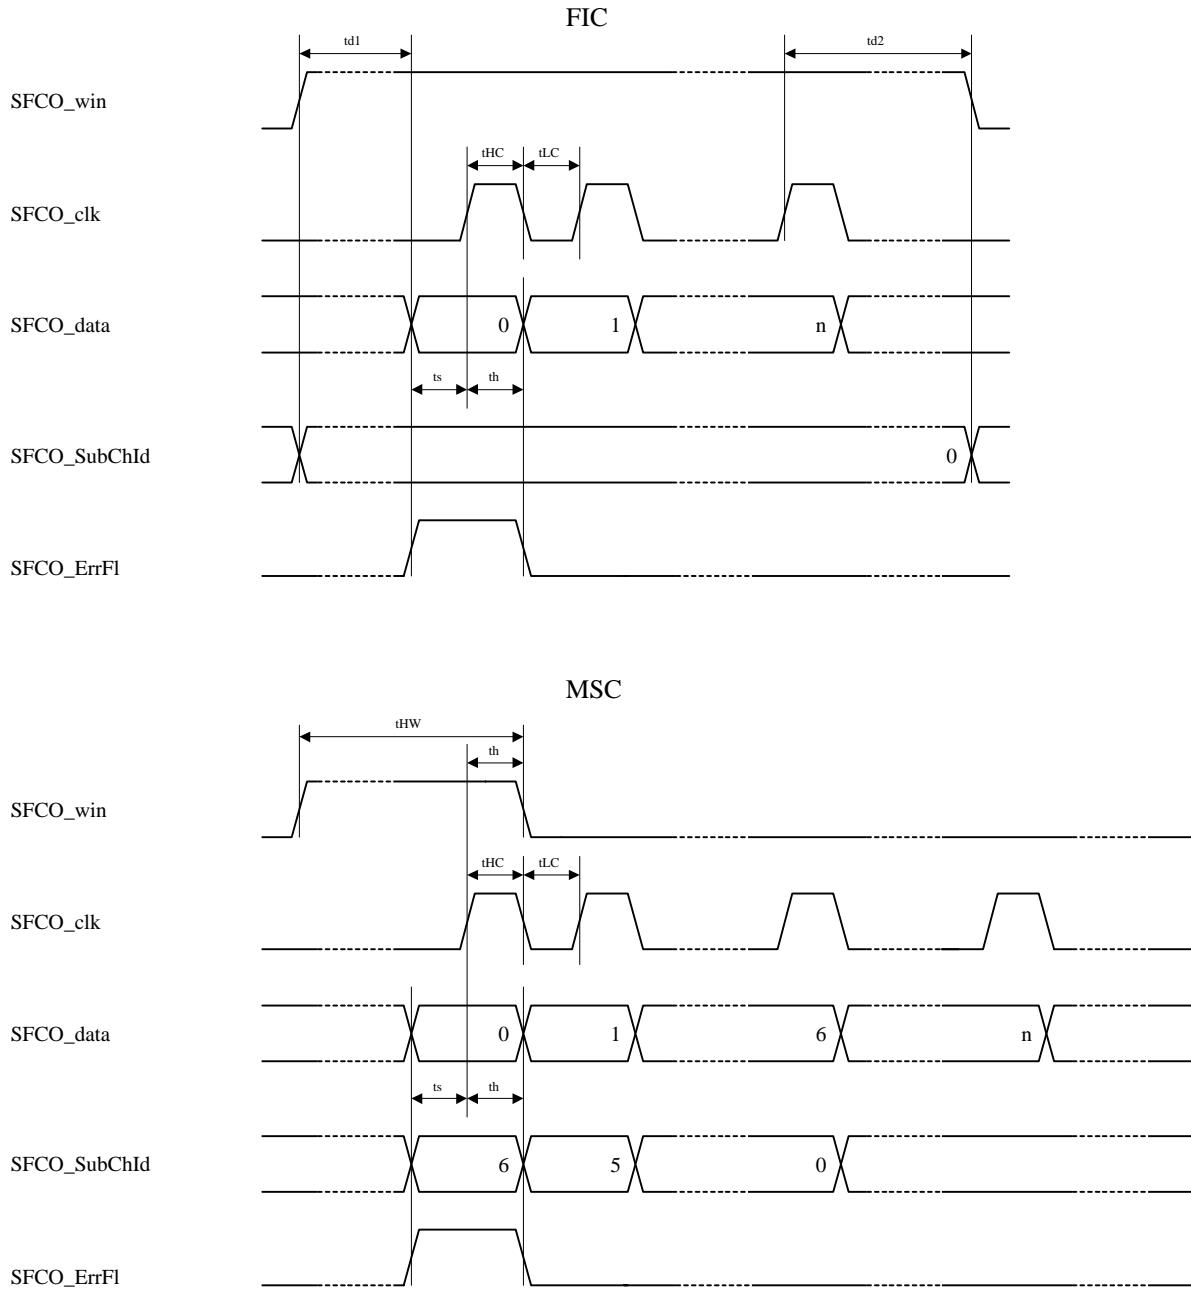 FIC
td1 td2
SFCO_win
tHC tLC
SFCO_clk
SFCO_data 0 1 n
ts th
SFCO_SubChId 0
SFCO_ErrFl
MSC
tHW
th
SFCO_win
tHC tLC
SFCO_clk
SFCO_data 0 1 6 n
ts th
SFCO_SubChId 6 5 0
SFCO_ErrFl